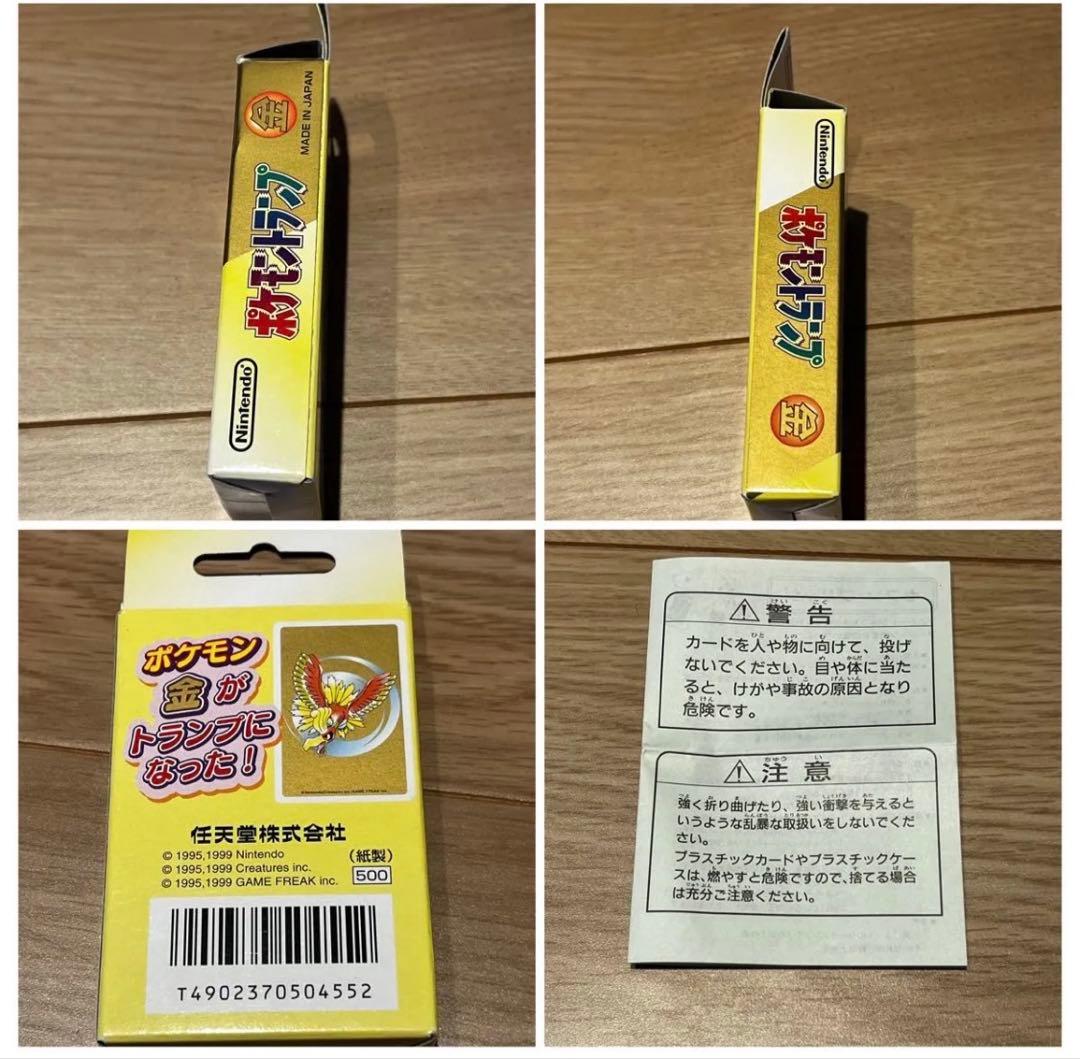 金
MADE IN JAPAN
ポケモントランプ
Nintendo
Nintendo
ポケモントランプ
金
ポケモン
金が
トランプに
なった!
任天堂株式会社
© 1995,1999 Nintendo
© 1995,1999 Creatures inc.
© 1995,1999 GAME FREAK inc.
(紙製)
500
T4902370504552
⚠警告
カードを人や物に向けて、投げ
ないでください。目や体に当た
ると、けがや事故の原因となり
危険です。
⚠注意
強く折り曲げたり、強い衝撃を与えると
いうような乱暴な取扱いをしないでくだ
さい。
プラスチックカードやプラスチックケー
スは、燃やすと危険ですので、捨てる場合
は充分ご注意ください。